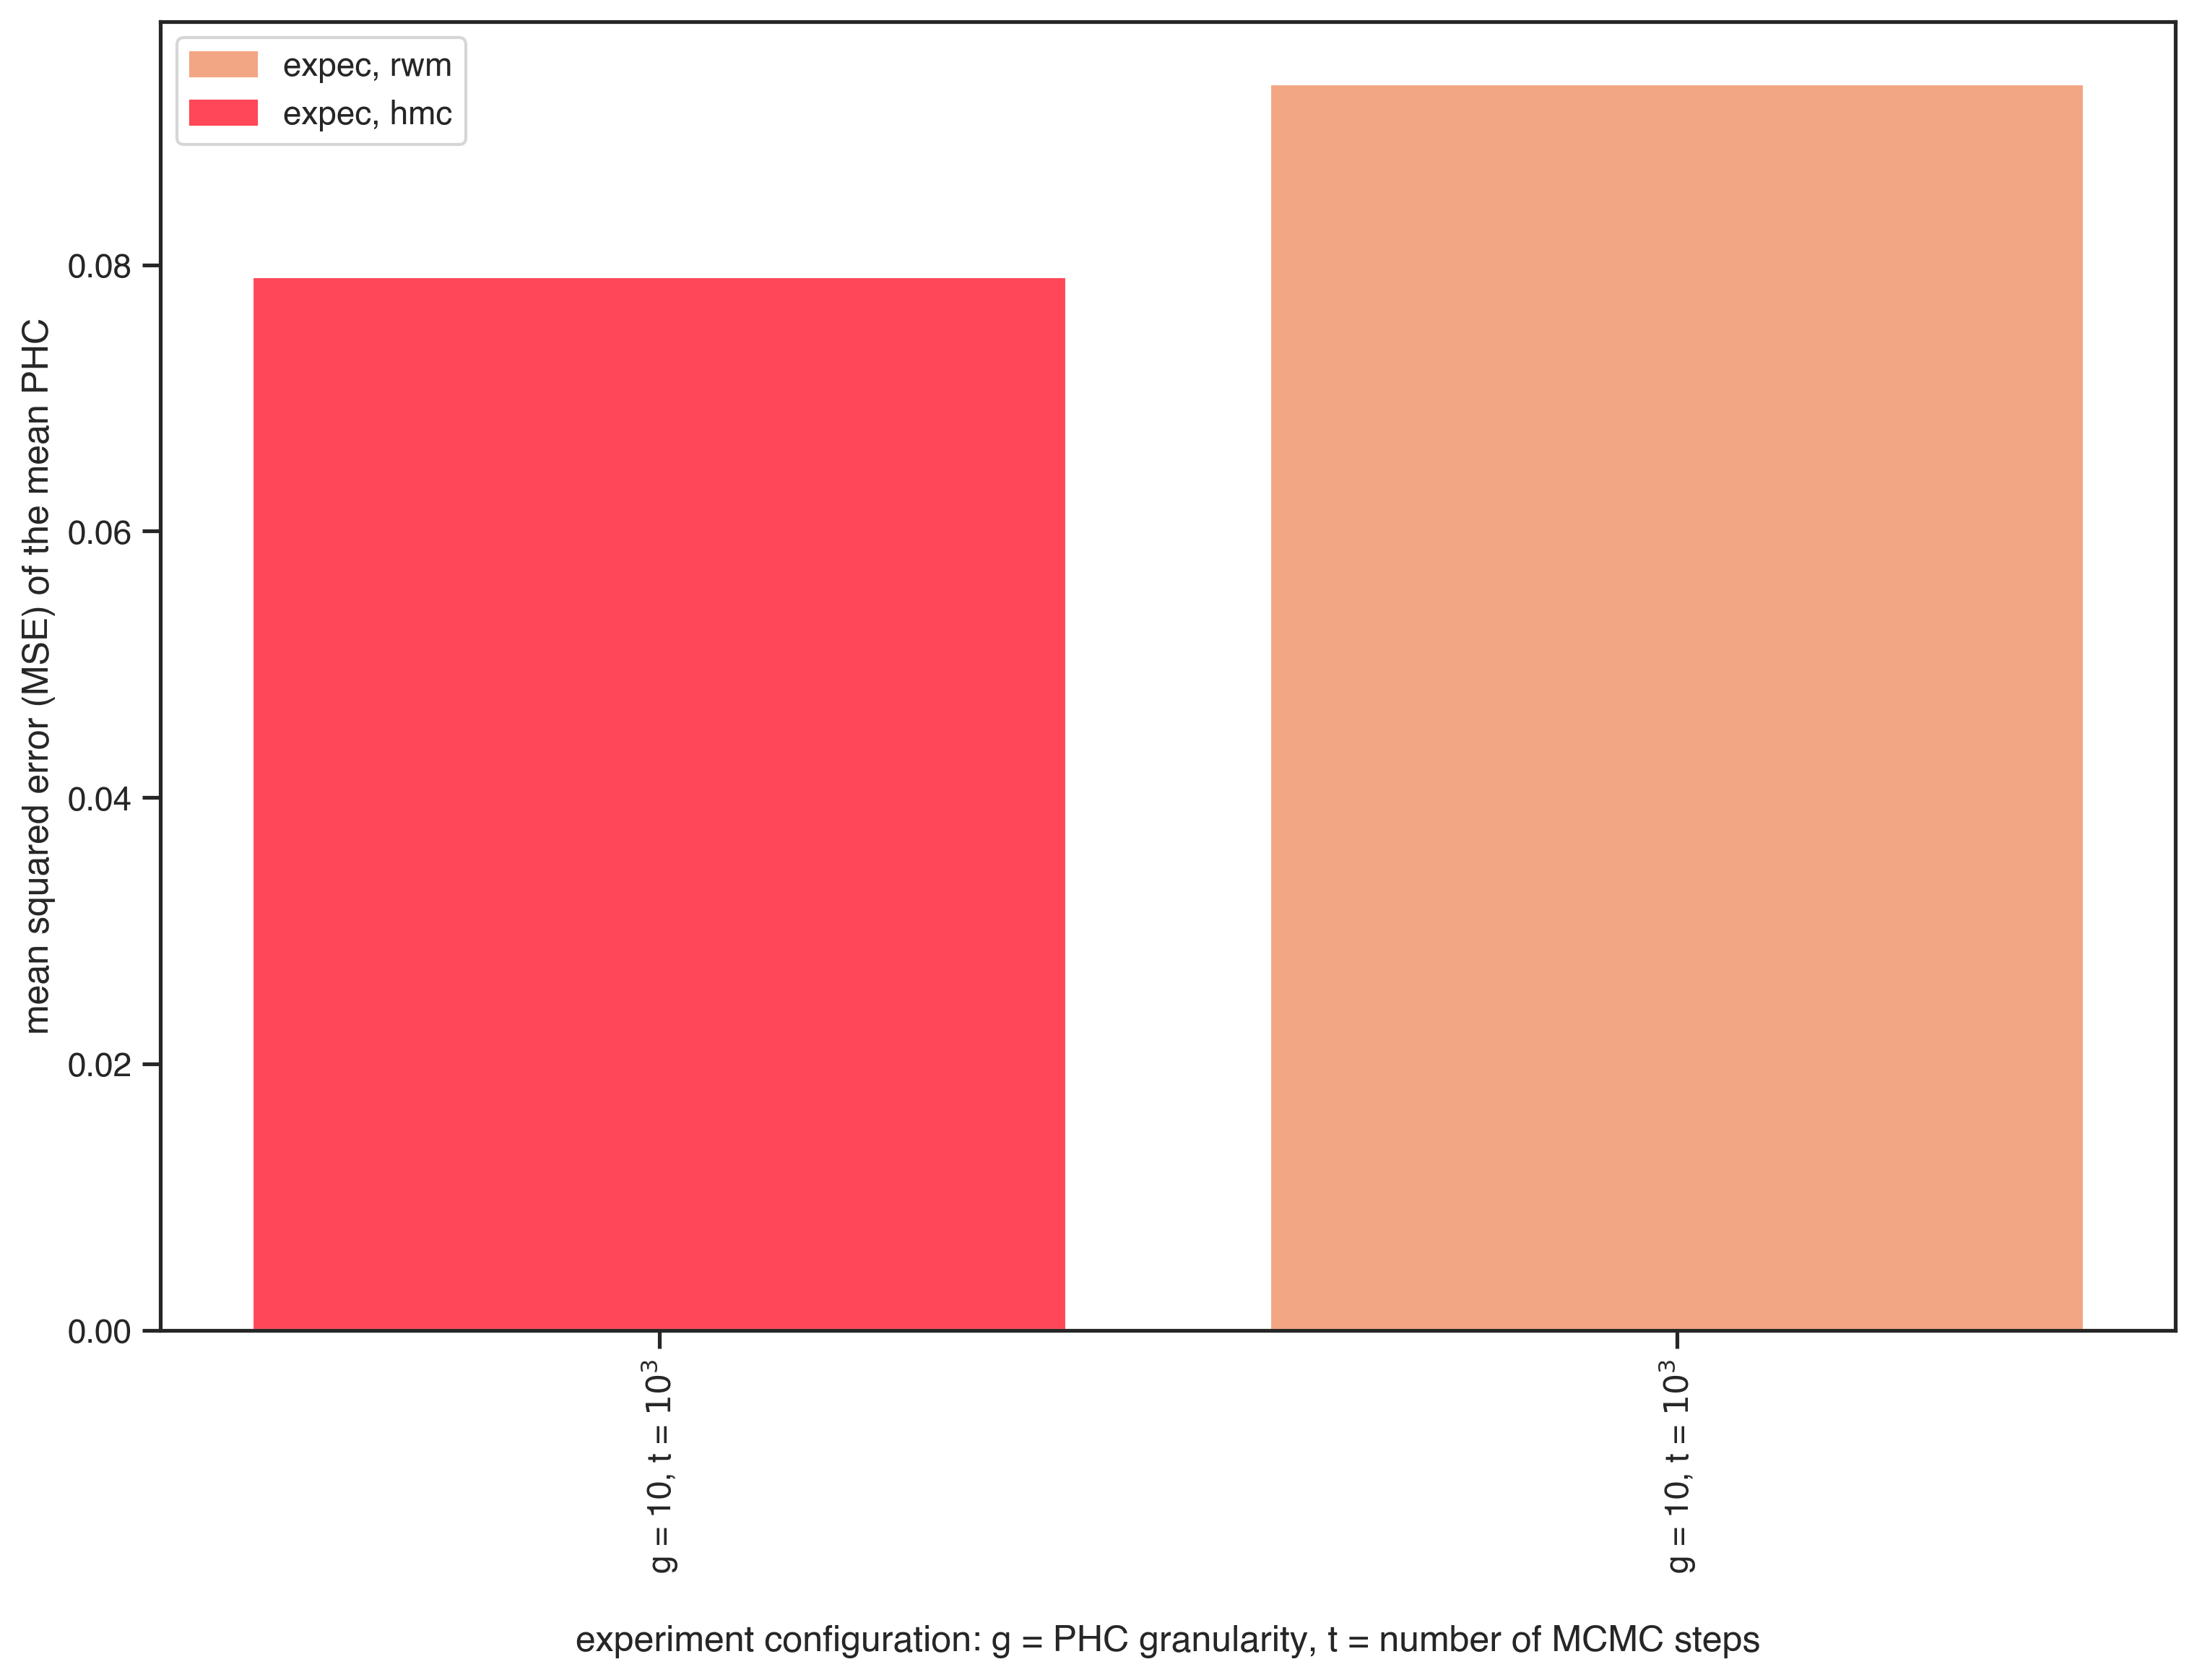 expec, rwm
expec, hmc
mean squared error (MSE) of the mean PHC
0.08
0.06
0.04
0.02
0.00
g = 10, t = 10³
g = 10, t = 10³
experiment configuration: g = PHC granularity, t = number of MCMC steps